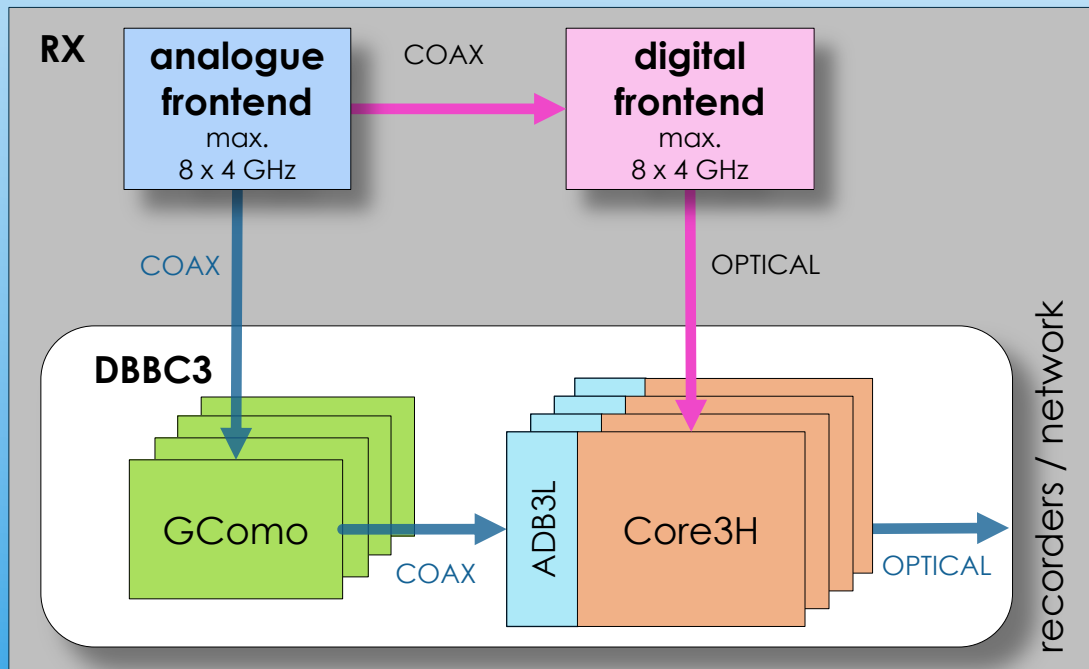 RX
analogue
frontend
max.
8 x 4 GHz
COAX
digital
frontend
max.
8 x 4 GHz
COAX
OPTICAL
DBBC3
GComo
COAX
ADB3L
Core3H
OPTICAL
recorders / network